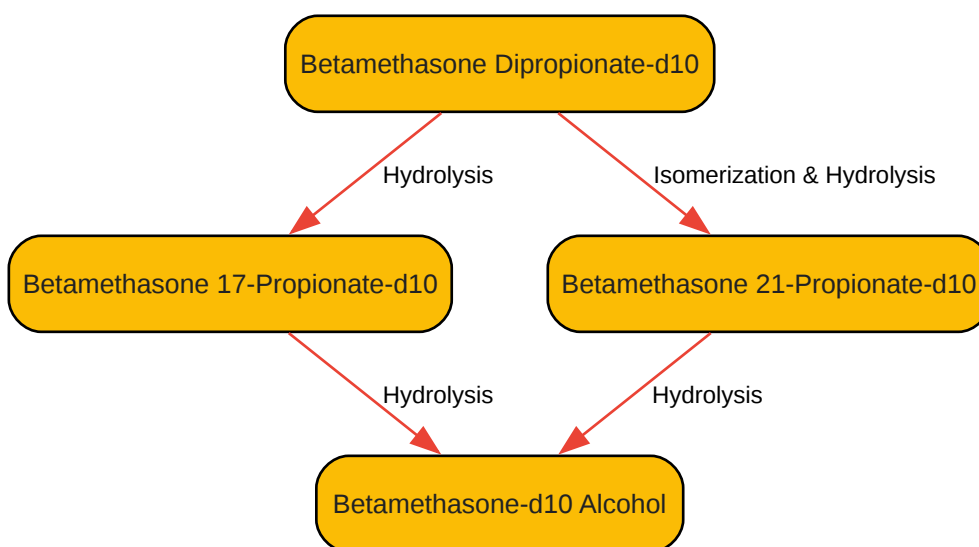 Betamethasone Dipropionate-d10
Hydrolysis
Isomerization & Hydrolysis
Betamethasone 17-Propionate-d10
Betamethasone 21-Propionate-d10
Hydrolysis
Hydrolysis
Betamethasone-d10 Alcohol